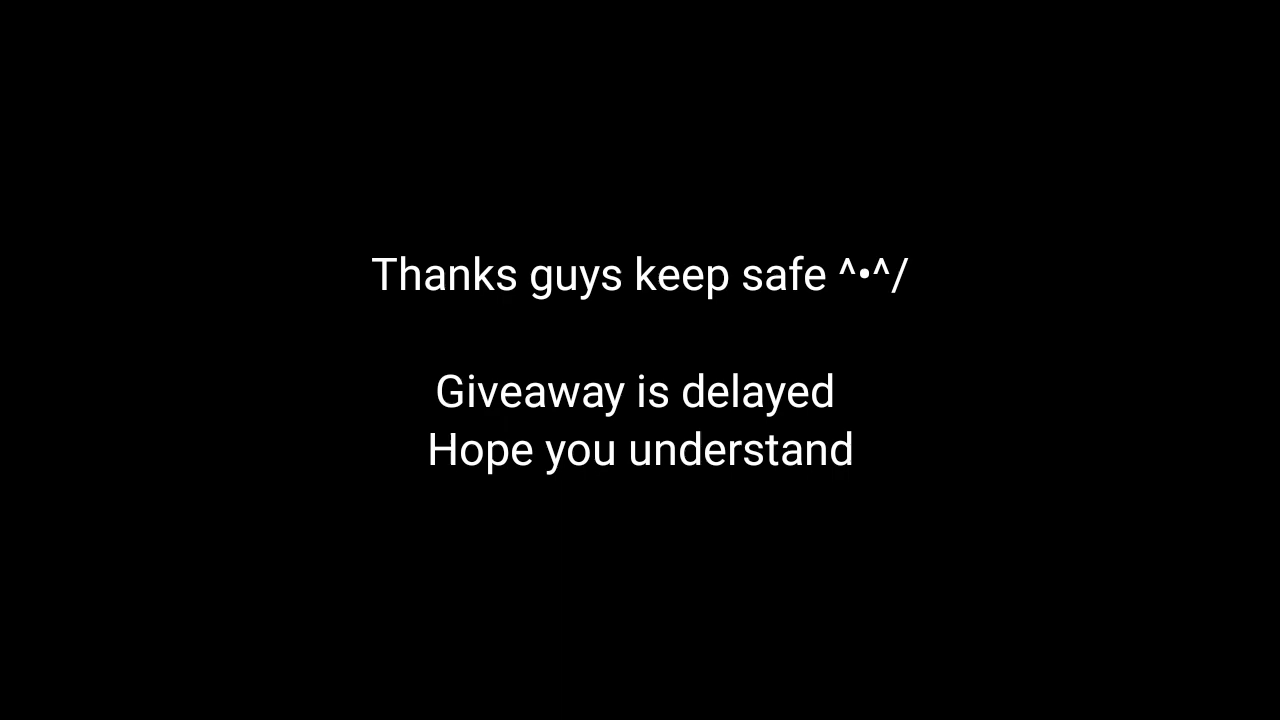 Thanks guys keep safe ^•^/
Giveaway is delayed
Hope you understand